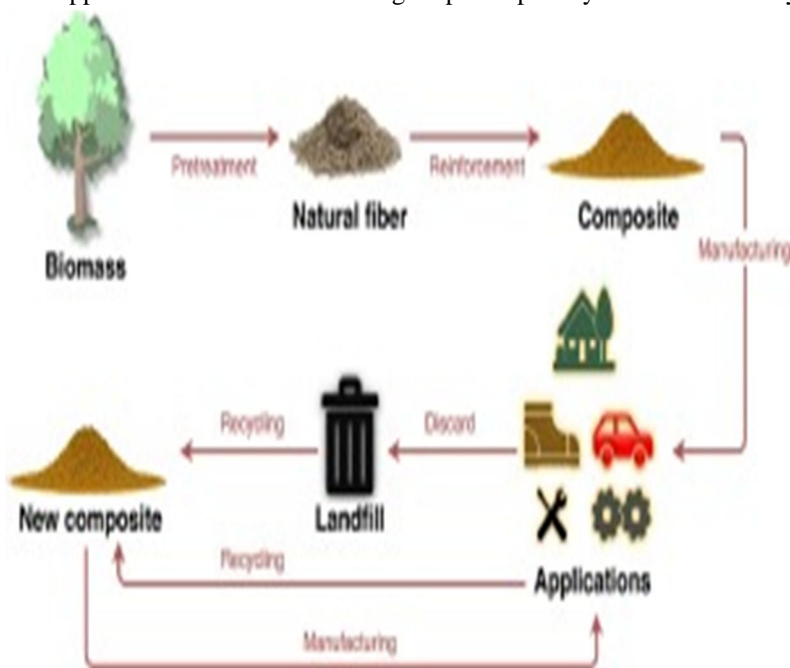 Pretreatment
Reinforcement
Natural fiber
Composite
Biomass
Manufacturing
Recycling
Discard
New composite
Landfill
Recycling
Applications
Manufacturing